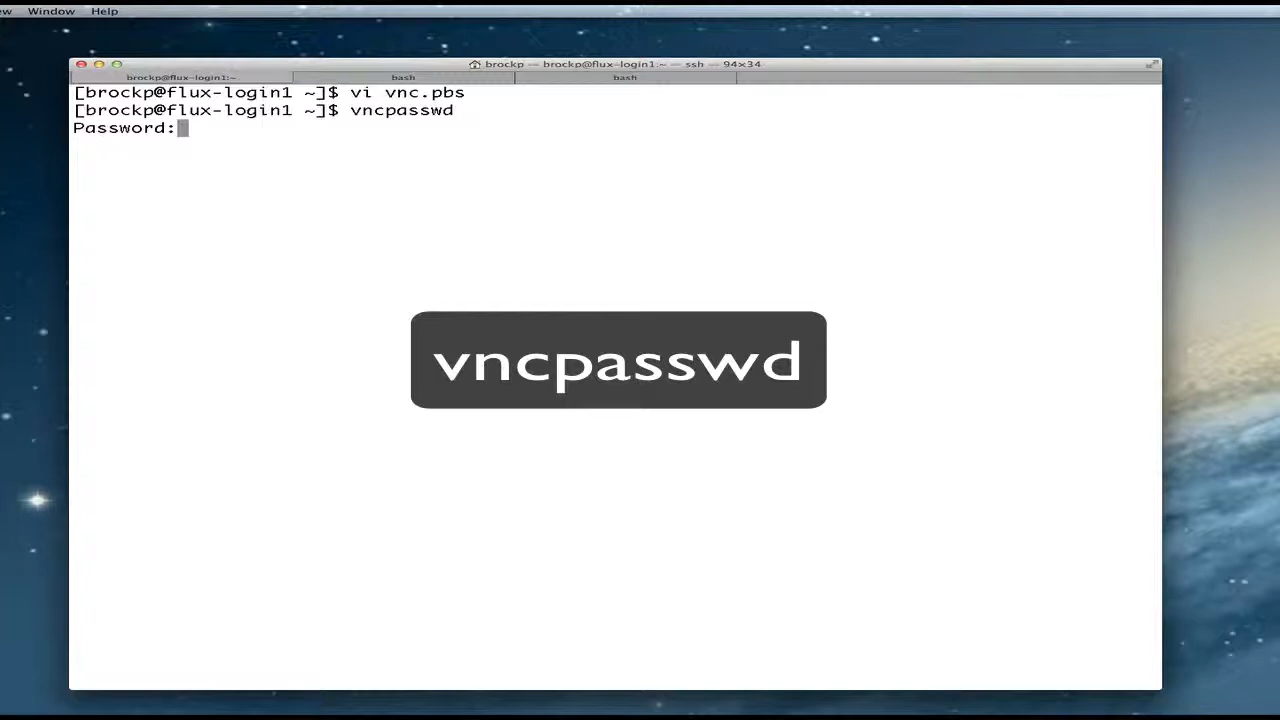 ew Window Help
brockp — brockp@flux-login1:~ — ssh — 94×34
brockp@flux-login1:~ bash bash
[brockp@flux-login1 ~]$ vi vnc.pbs
[brockp@flux-login1 ~]$ vncpasswd
Password:
vncpasswd